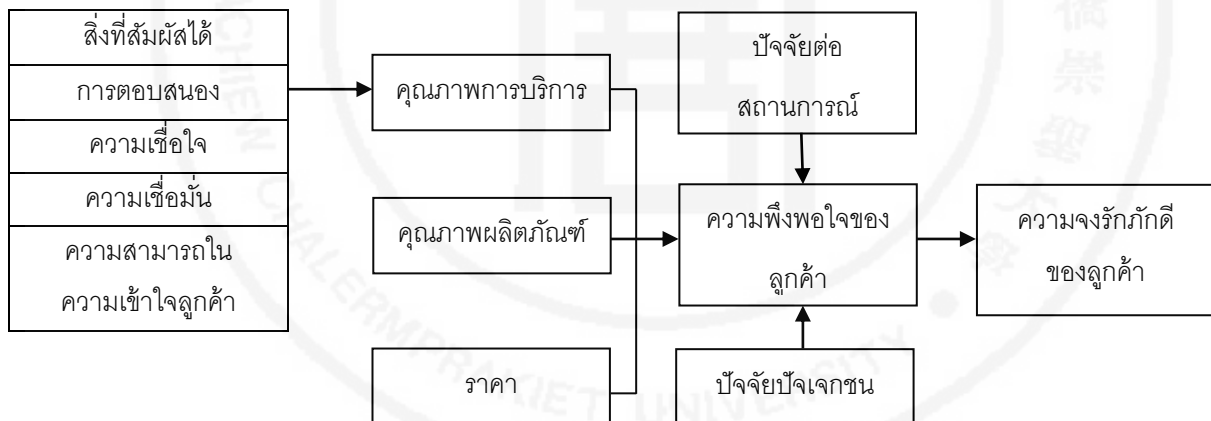 สิ่งที่สัมผัสได้
การตอบสนอง
ความเชื่อใจ
ความเชื่อมั่น
ความสามารถใน
ความเข้าใจลูกค้า
คุณภาพการบริการ
คุณภาพผลิตภัณฑ์
ราคา
ปัจจัยต่อ
สถานการณ์
ความพึงพอใจของ
ลูกค้า
ปัจจัยปัจเจกชน
ความจงรักภักดี
ของลูกค้า
CHIEW CHALERMPRAKIET UNIVERSITY
崇聖大